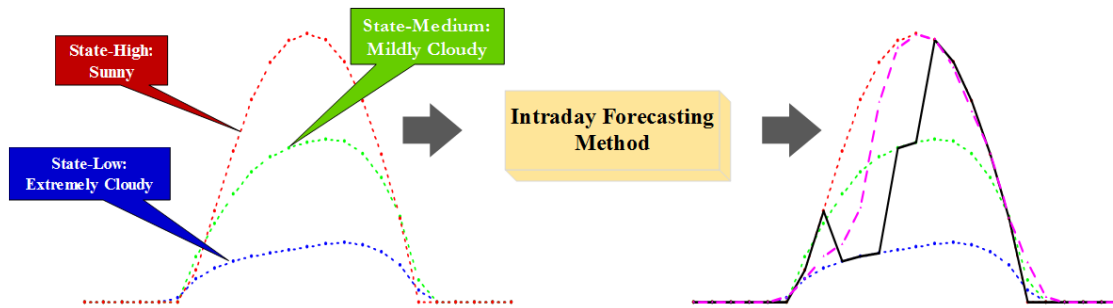 State-High:
Sunny
State-Medium:
Mildly Cloudy
State-Low:
Extremely Cloudy
Intraday Forecasting
Method